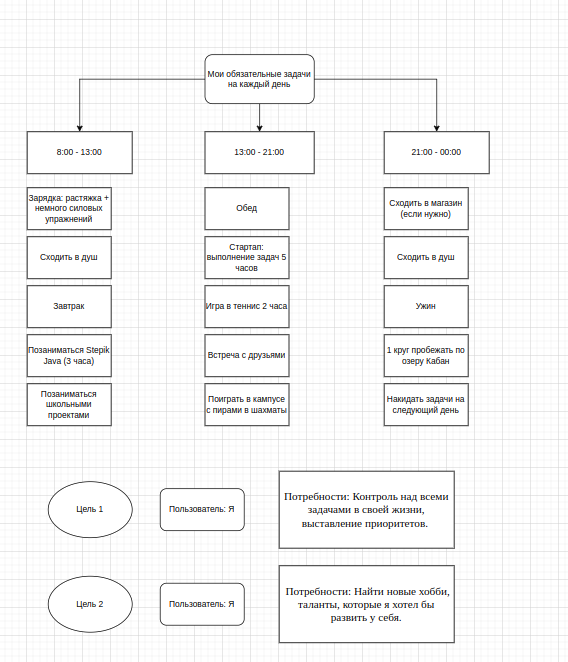 Мои обязательные задачи
на каждый день
8:00 - 13:00
13:00 - 21:00
21:00 - 00:00
Зарядка: растяжка +
немного силовых
упражнений
Обед
Сходить в магазин
(если нужно)
Сходить в душ
Стартап:
выполнение задач 5
часов
Сходить в душ
Завтрак
Игра в теннис 2 часа
Ужин
Позаниматься Stepik
Java (3 часа)
Встреча с друзьями
1 круг пробежать по
озеру Кабан
Позаниматься
школьными
проектами
Поиграть в кампусе
с пирами в шахматы
Накидать задачи на
следующий день
Цель 1
Пользователь: Я
Потребности: Контроль над всеми
задачами в своей жизни,
выставление приоритетов.
Цель 2
Пользователь: Я
Потребности: Найти новые хобби,
таланты, которые я хотел бы
развить у себя.